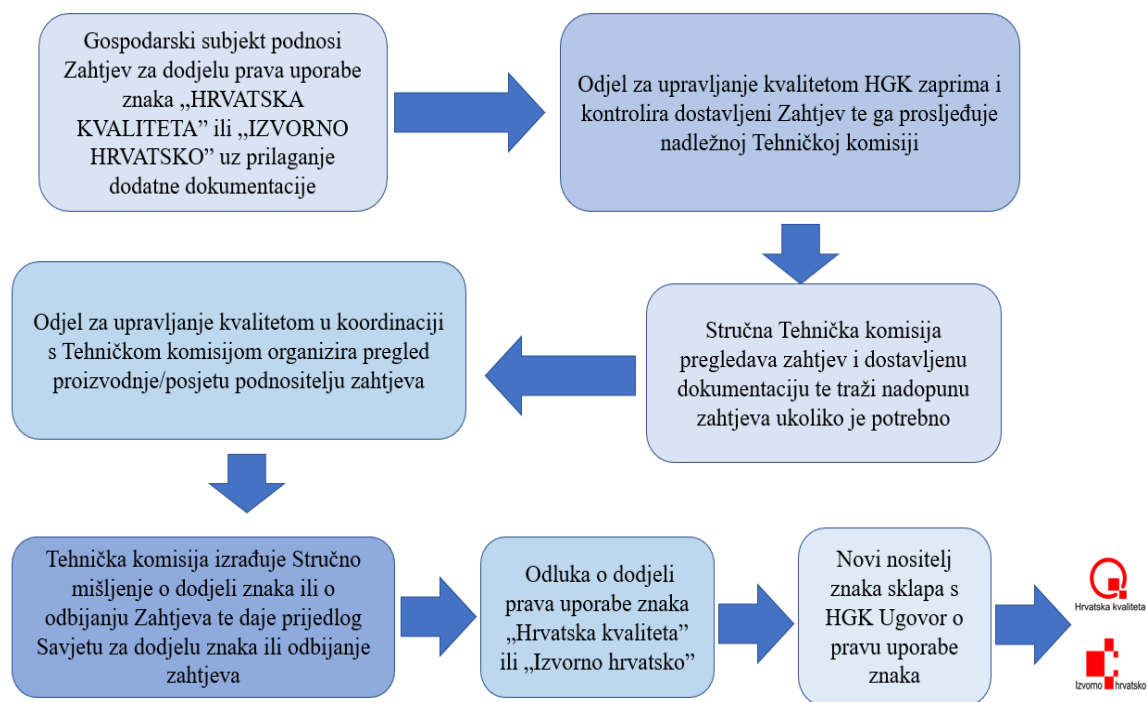 Gospodarski subjekt podnosi
Zahtjev za dodjelu prava uporabe
znaka „HRVATSKA
KVALITETA” ili „IZVORNO
HRVATSKO” uz prilaganje
dodatne dokumentacije
Odjel za upravljanje kvalitetom HGK zaprima i
kontrolira dostavljeni Zahtjev te ga prosljeđuje
nadležnoj Tehničkoj komisiji
Stručna Tehnička komisija
pregledava zahtjev i dostavljenu
dokumentaciju te traži nadopunu
zahtjeva ukoliko je potrebno
Odjel za upravljanje kvalitetom u koordinaciji
s Tehničkom komisijom organizira pregled
proizvodnje/posjetu podnositelju zahtjeva
Tehnička komisija izrađuje Stručno
mišljenje o dodjeli znaka ili o
odbijanju Zahtjeva te daje prijedlog
Savjetu za dodjelu znaka ili odbijanje
zahtjeva
Odluka o dodjeli
prava uporabe znaka
„Hrvatska kvaliteta”
ili „Izvorno hrvatsko”
Novi nositelj
znaka sklapa s
HGK Ugovor o
pravu uporabe
znaka
Hrvatska kvaliteta
Izvorno hrvatsko